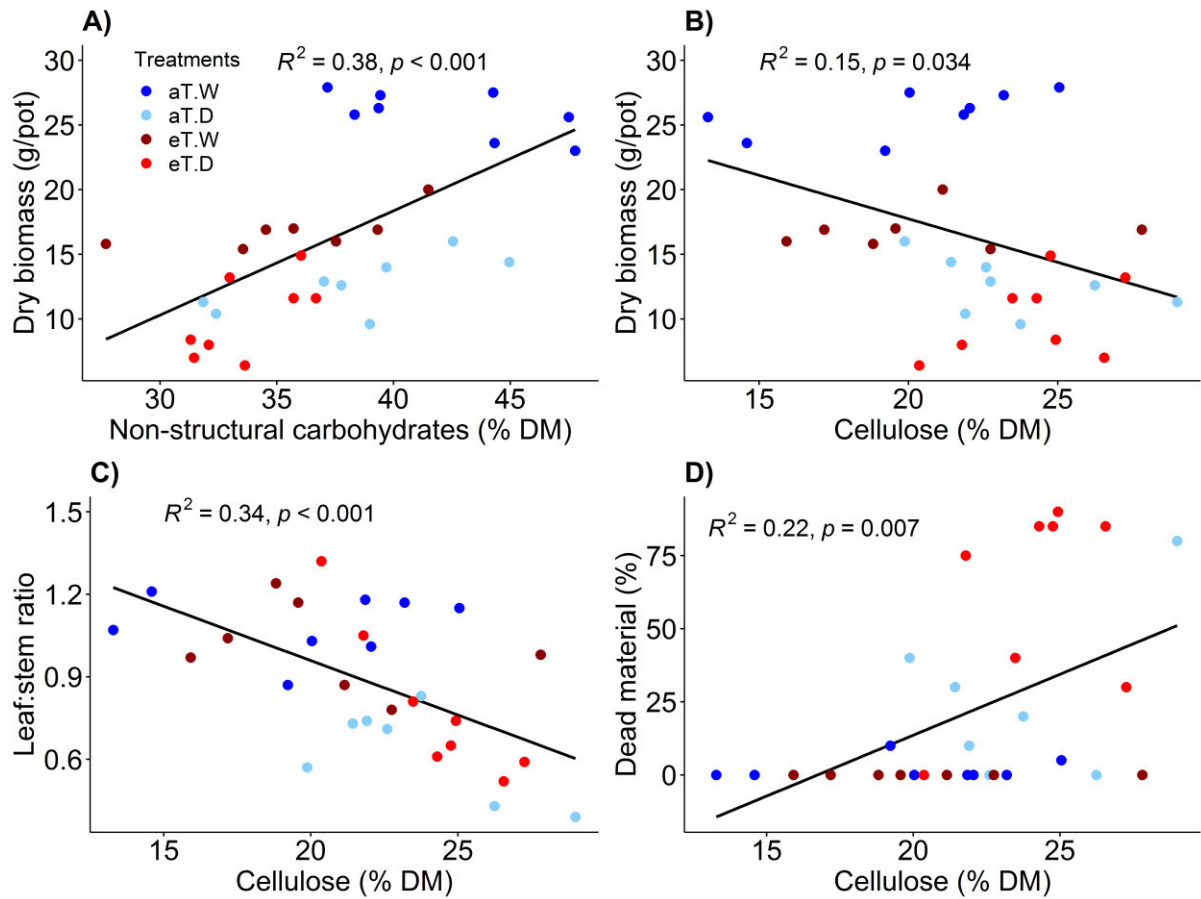 A)
Treatments
aT.W
aT.D
eT.W
eT.D
R² = 0.38, p < 0.001
30
25
20
15
10
Dry biomass (g/pot)
30 35 40 45
Non-structural carbohydrates (% DM)
B)
R² = 0.15, p = 0.034
30
25
20
15
10
Dry biomass (g/pot)
15 20 25
Cellulose (% DM)
C)
R² = 0.34, p < 0.001
1.5
1.2
0.9
0.6
Leaf:stem ratio
15 20 25
Cellulose (% DM)
D)
R² = 0.22, p = 0.007
75
50
25
0
Dead material (%)
15 20 25
Cellulose (% DM)